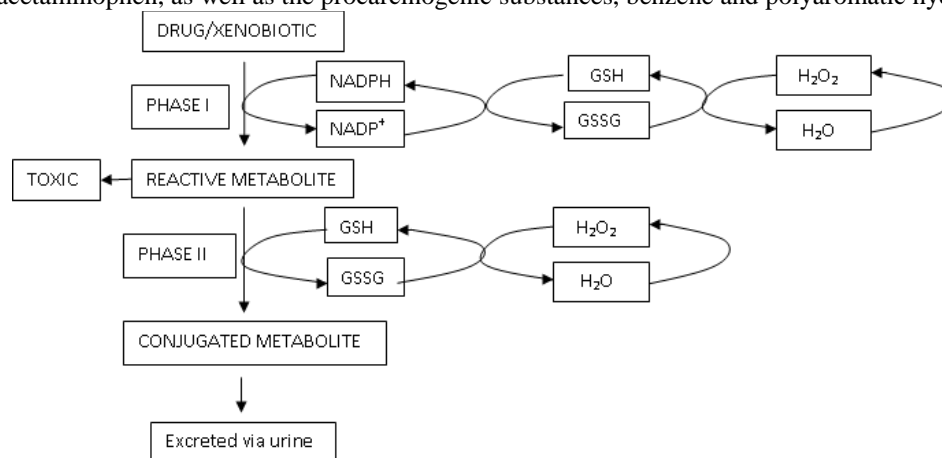 acetaminophen, as well as the procarcinogenic substances, benzene and polyaromatic
DRUG/XENOBIOTIC
PHASE I
NADPH
NADP⁺
GSH
GSSG
H₂O₂
H₂O
TOXIC
REACTIVE METABOLITE
PHASE II
GSH
GSSG
H₂O₂
H₂O
CONJUGATED METABOLITE
Excreted via urine